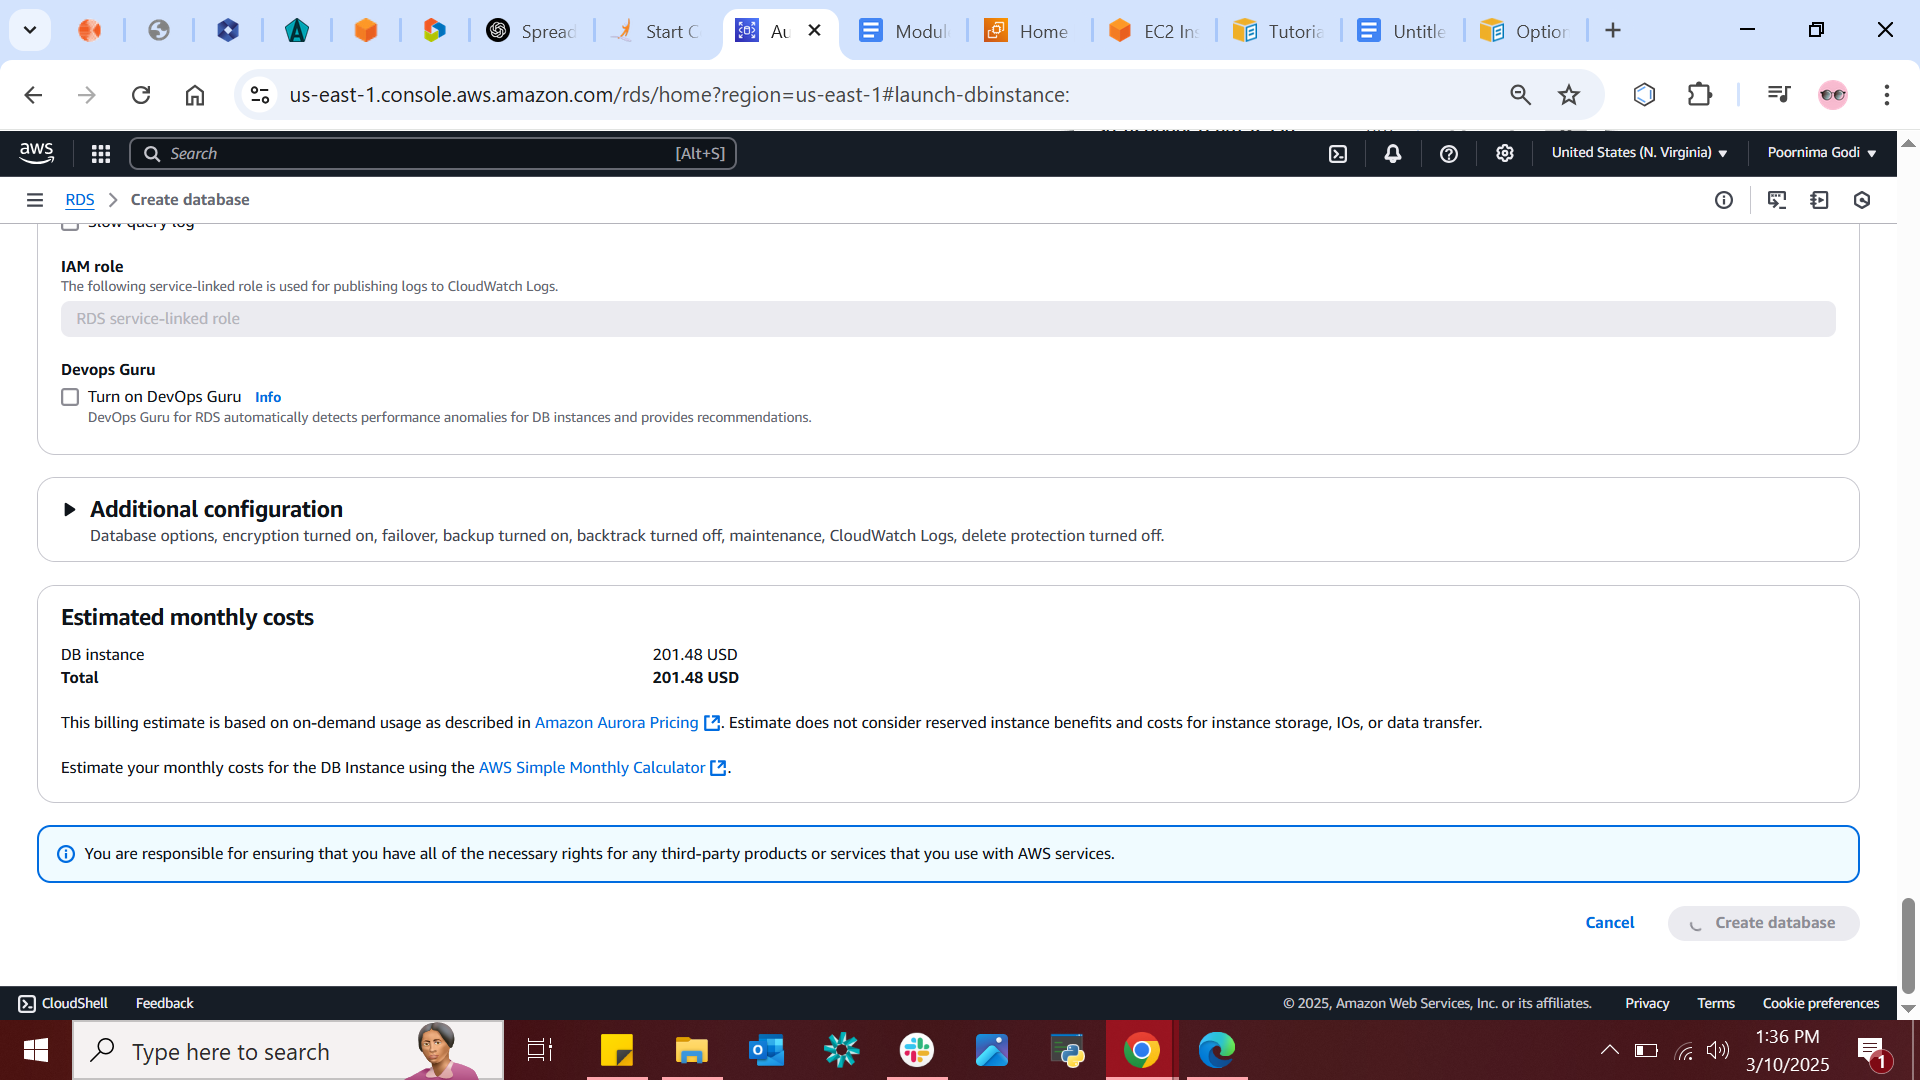 Spread
Start C
Au
Modul
Home
EC2 Ins
Tutoria
Untitle
Option
us-east-1.console.aws.amazon.com/rds/home?region=us-east-1#launch-dbinstance:
aws
Search
[Alt+S]
United States (N. Virginia)
Poornima Godi
RDS
Create database
Slow query log
IAM role
The following service-linked role is used for publishing logs to CloudWatch Logs.
RDS service-linked role
Devops Guru
Turn on DevOps Guru Info
DevOps Guru for RDS automatically detects performance anomalies for DB instances and provides recommendations.
Additional configuration
Database options, encryption turned on, failover, backup turned on, backtrack turned off, maintenance, CloudWatch Logs, delete protection turned off.
Estimated monthly costs
DB instance 201.48 USD
Total 201.48 USD
This billing estimate is based on on-demand usage as described in Amazon Aurora Pricing. Estimate does not consider reserved instance benefits and costs for instance storage, IOs, or data transfer.
Estimate your monthly costs for the DB Instance using the AWS Simple Monthly Calculator.
You are responsible for ensuring that you have all of the necessary rights for any third-party products or services that you use with AWS services.
Cancel
Create database
CloudShell
Feedback
© 2025, Amazon Web Services, Inc. or its affiliates.
Privacy
Terms
Cookie preferences
Type here to search
1:36 PM
3/10/2025
1